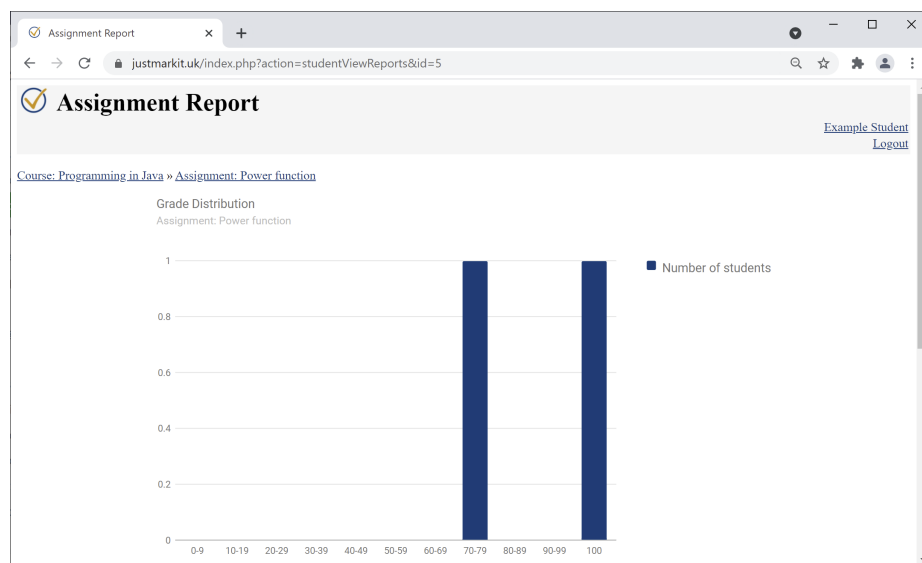 Assignment Report
justmarkit.uk/index.php?action=studentViewReports&id=5
Assignment Report
Example Student
Logout
Course: Programming in Java » Assignment: Power function
Grade Distribution
Assignment: Power function
1
Number of students
0.8
0.6
0.4
0.2
0
0-9 10-19 20-29 30-39 40-49 50-59 60-69 70-79 80-89 90-99 100